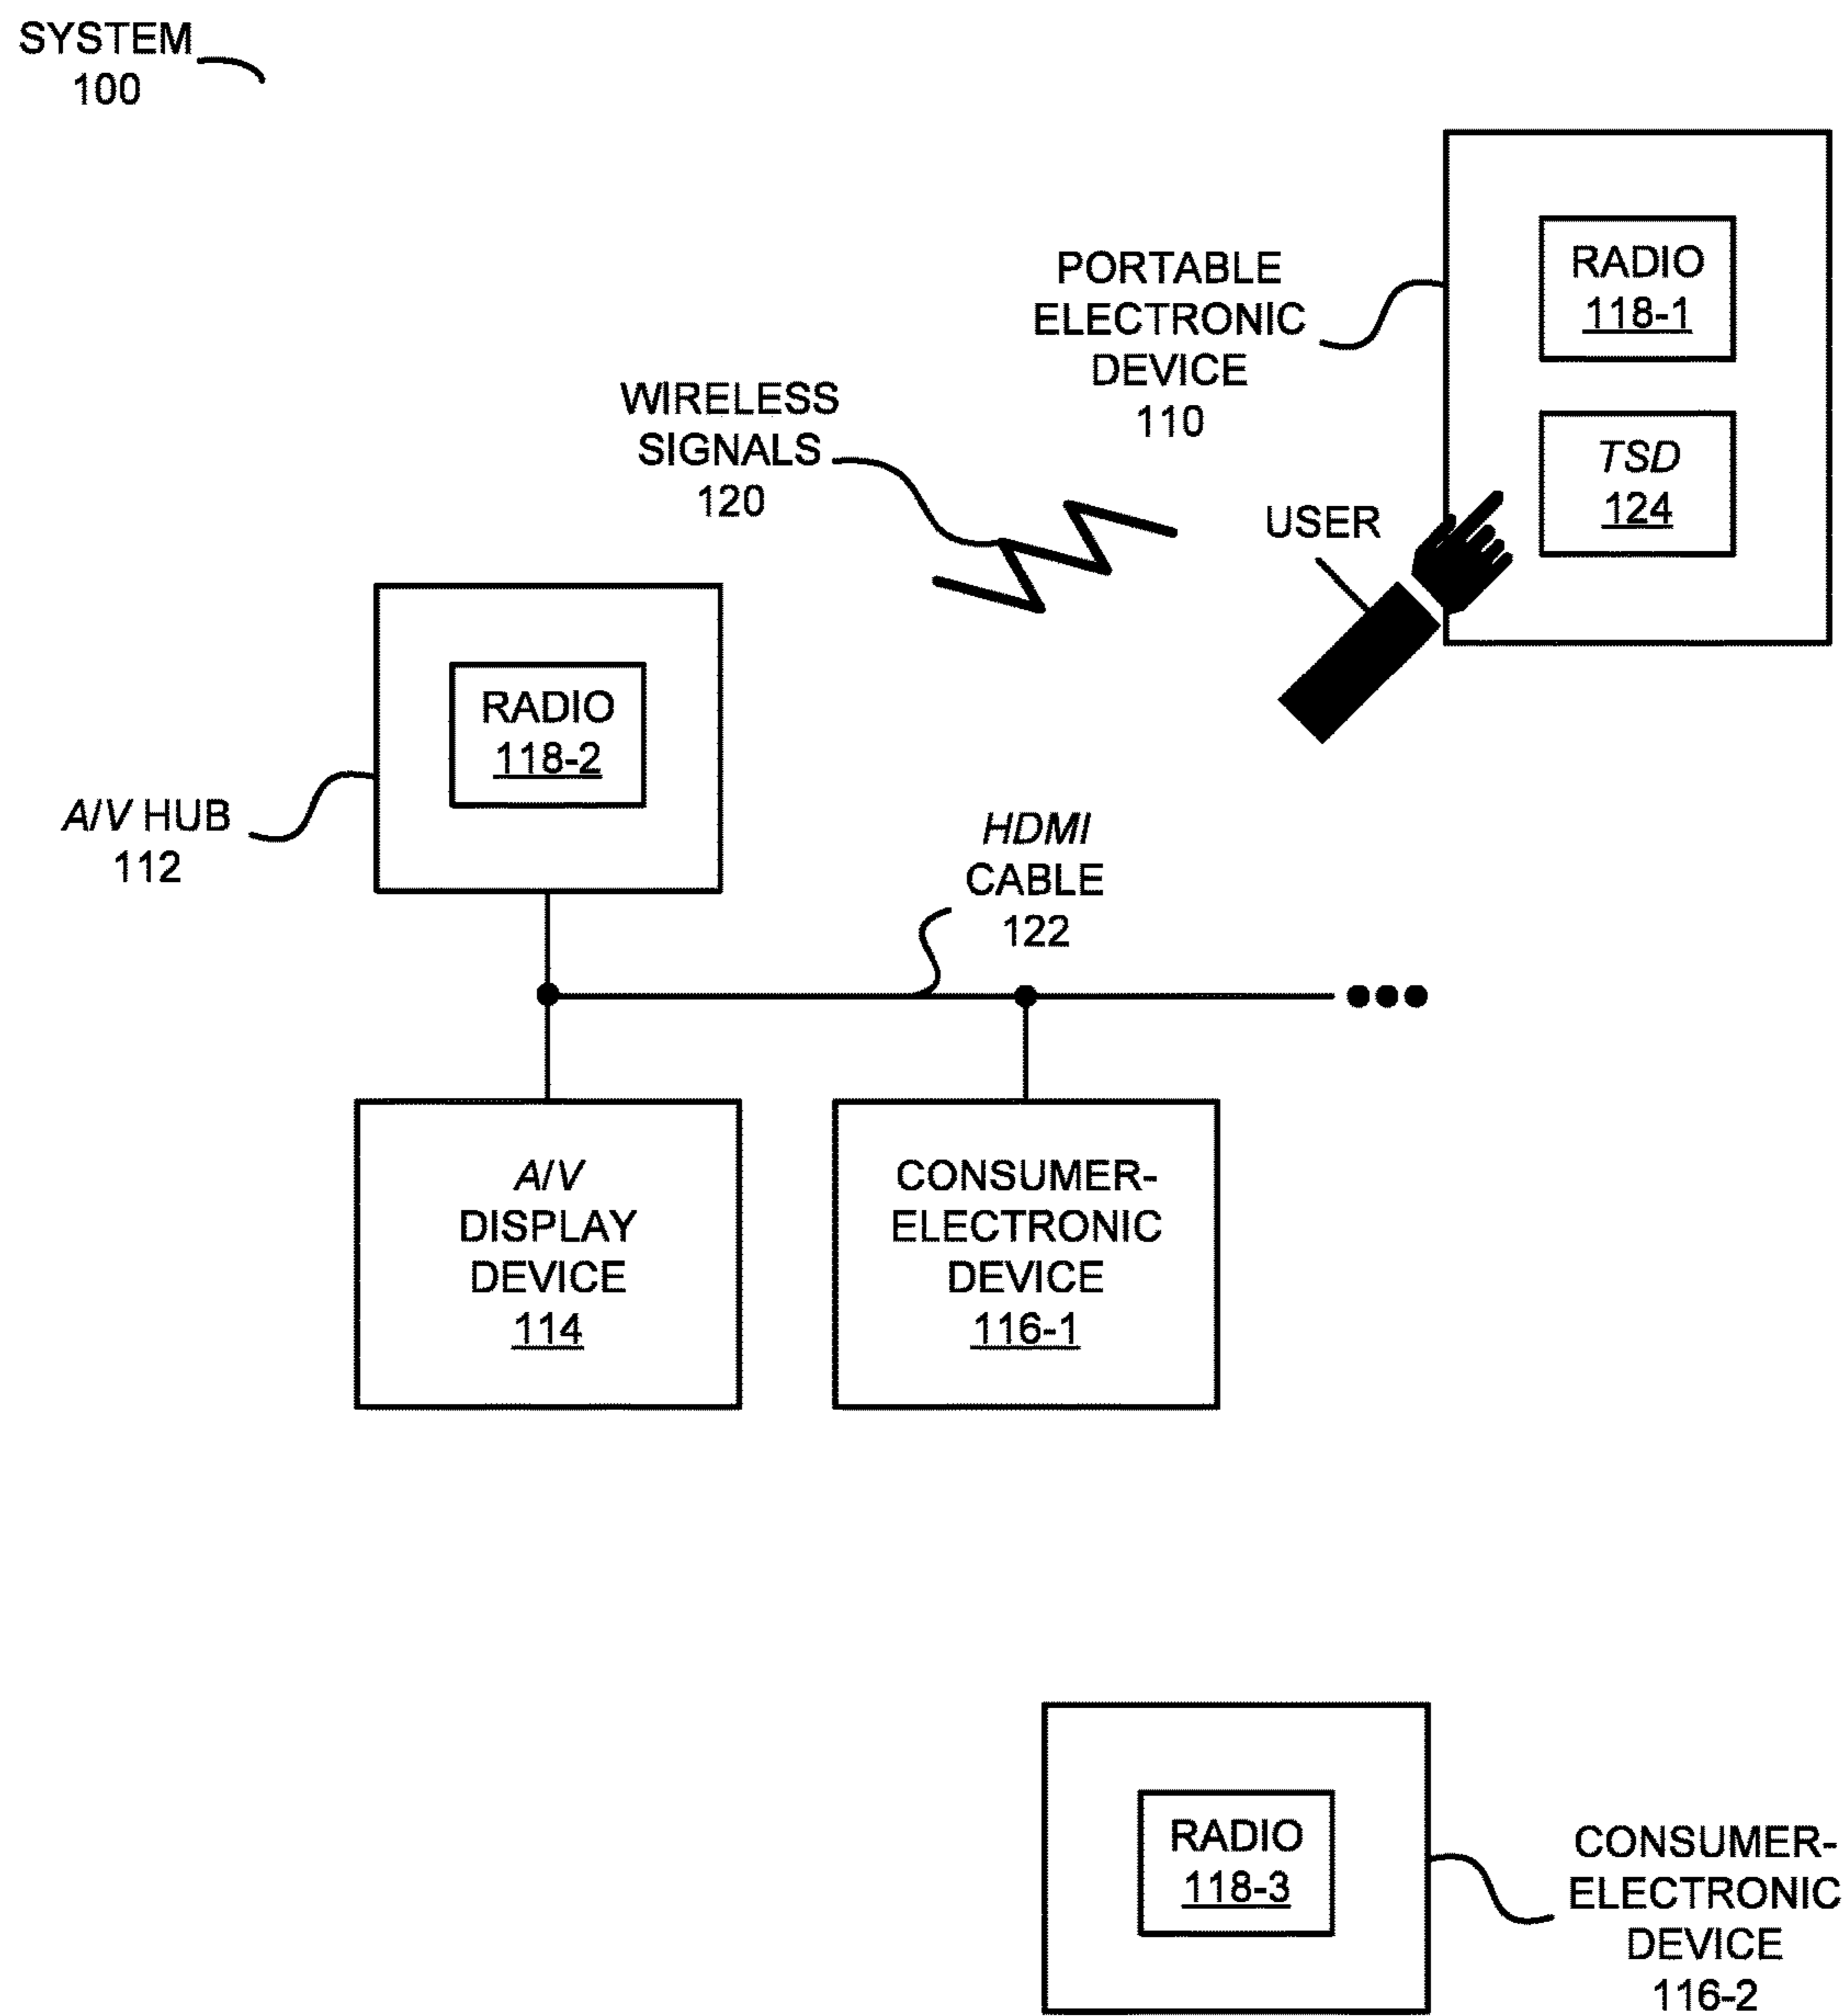 SYSTEM
100
RADIO
118-1
PORTABLE
ELECTRONIC
DEVICE
110
WIRELESS
SIGNALS
120
TSD
124
USER
RADIO
118-2
A/V HUB
112
HDMI
CABLE
122
A/V
DISPLAY
DEVICE
114
CONSUMER-
ELECTRONIC
DEVICE
116-1
RADIO
118-3
CONSUMER-
ELECTRONIC
DEVICE
116-2